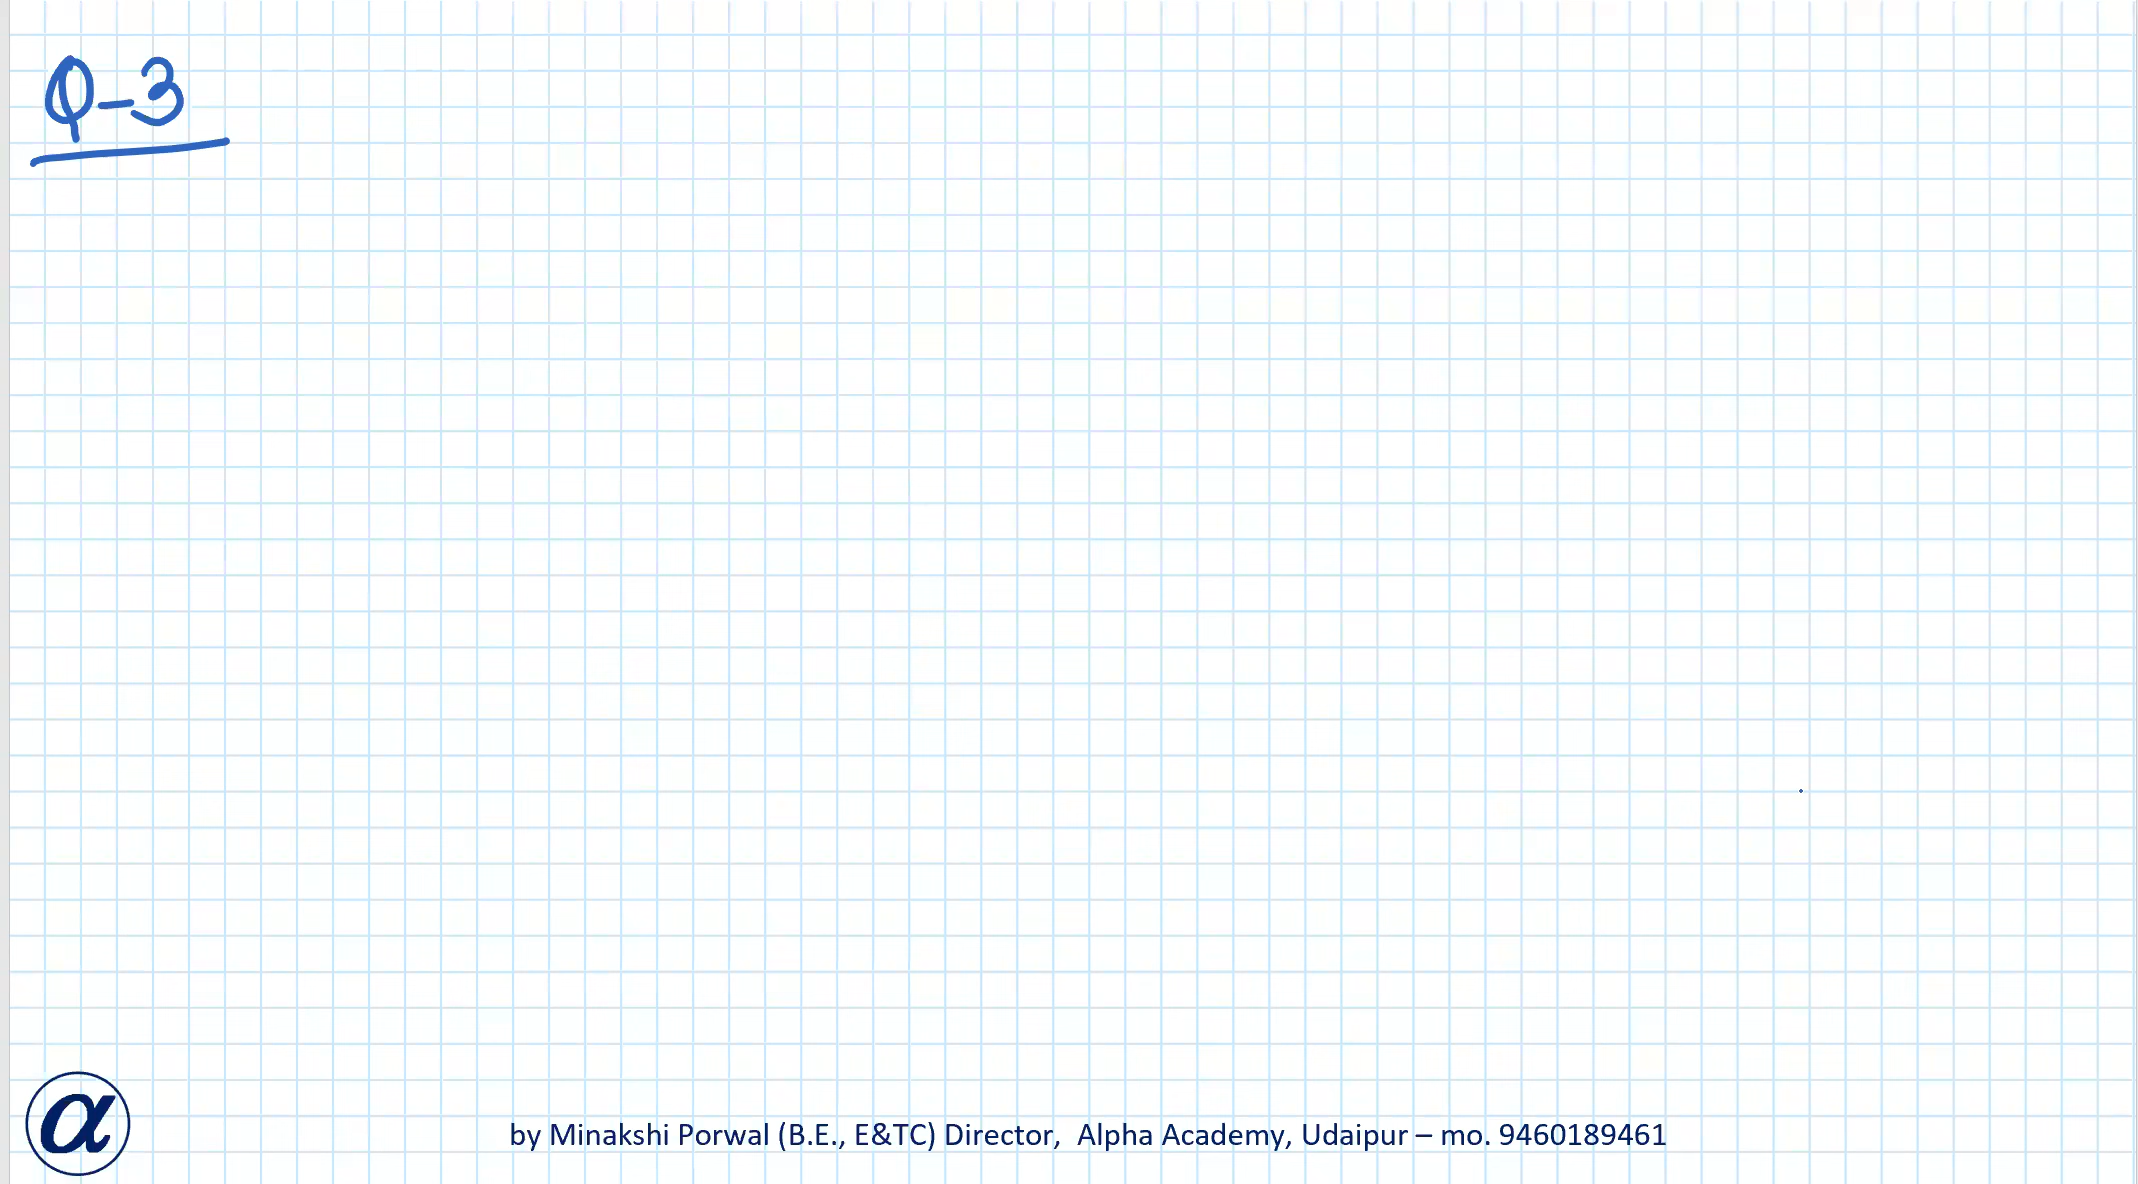 Q-3
α
by Minakshi Porwal (B.E., E&TC) Director,  Alpha Academy, Udaipur – mo. 9460189461